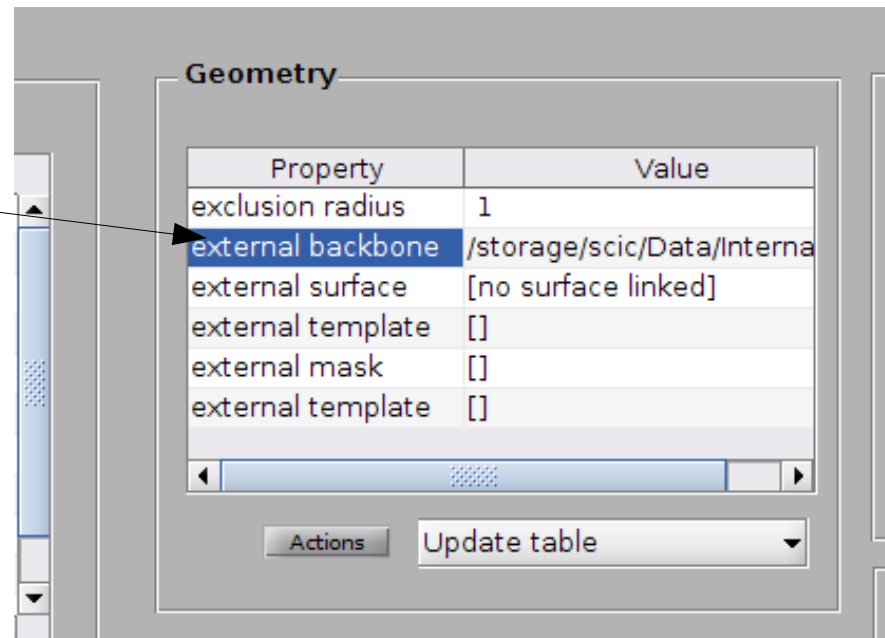 Geometry
Property Value
exclusion radius 1
external backbone /storage/scic/Data/Interna
external surface [no surface linked]
external template []
external mask []
external template []
Actions Update table